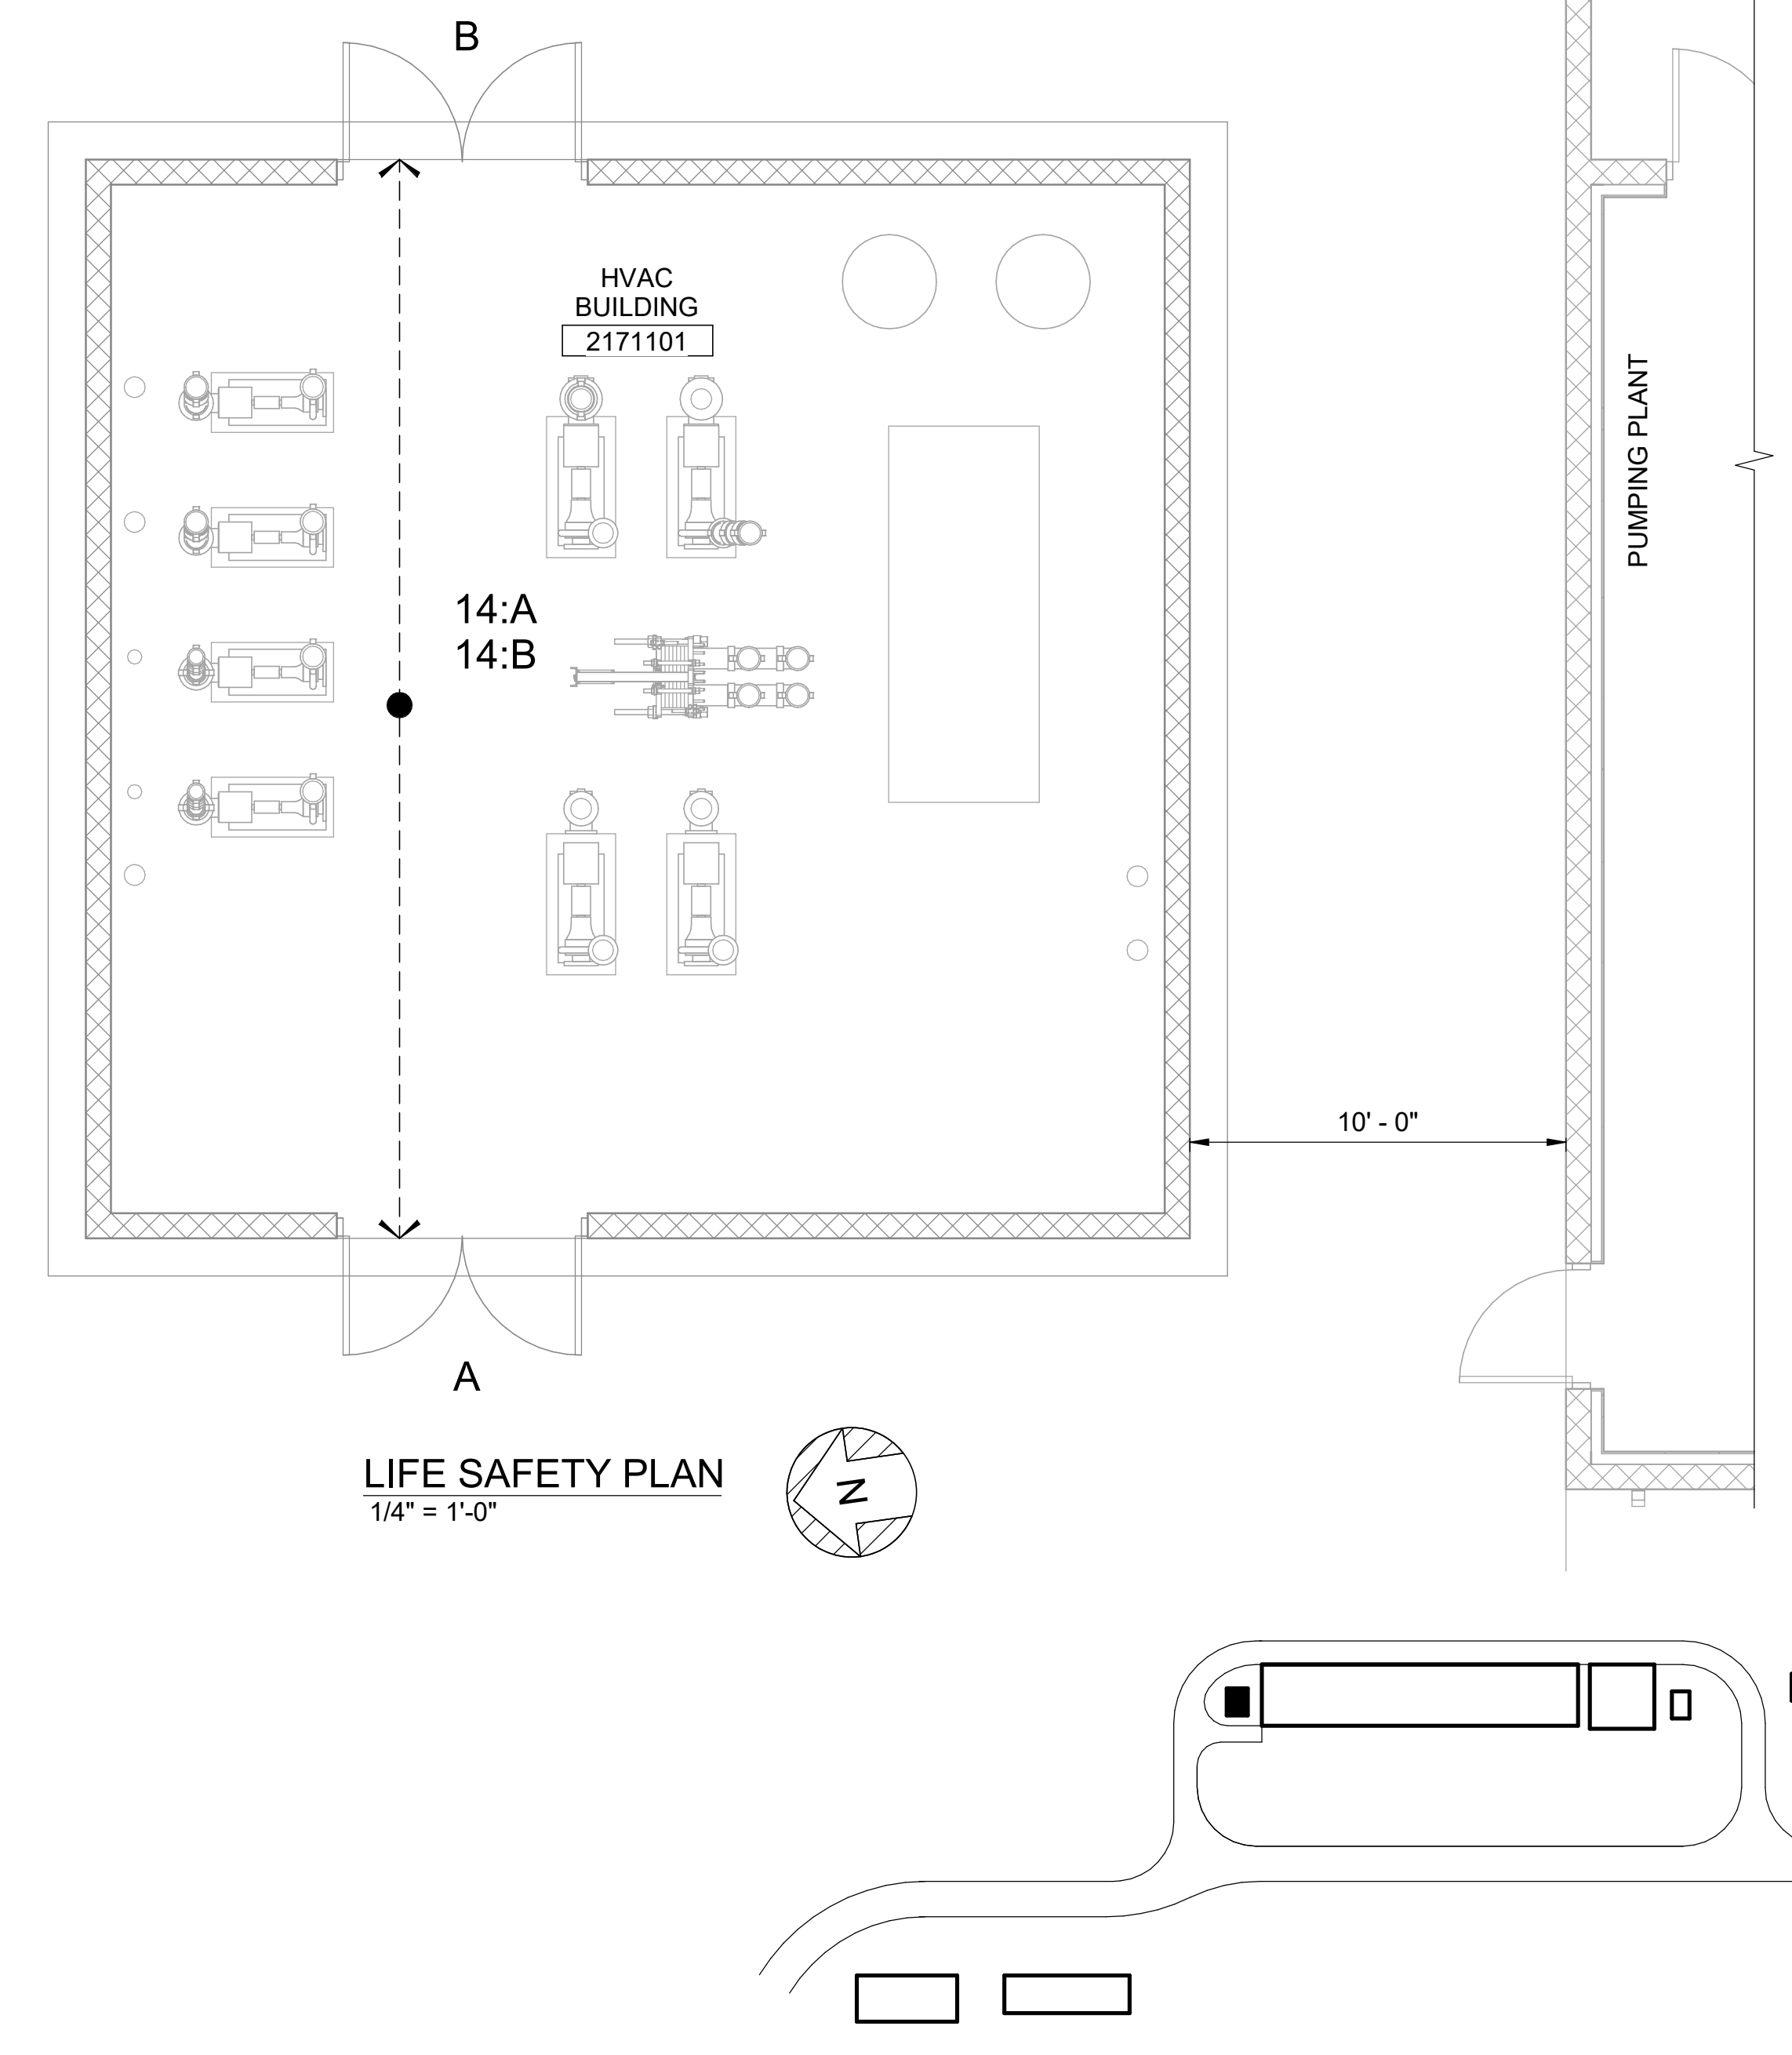 B
HVAC
BUILDING
2171101
PUMPING PLANT
14:A
14:B
10' - 0"
A
LIFE SAFETY PLAN
1/4" = 1'-0"
N